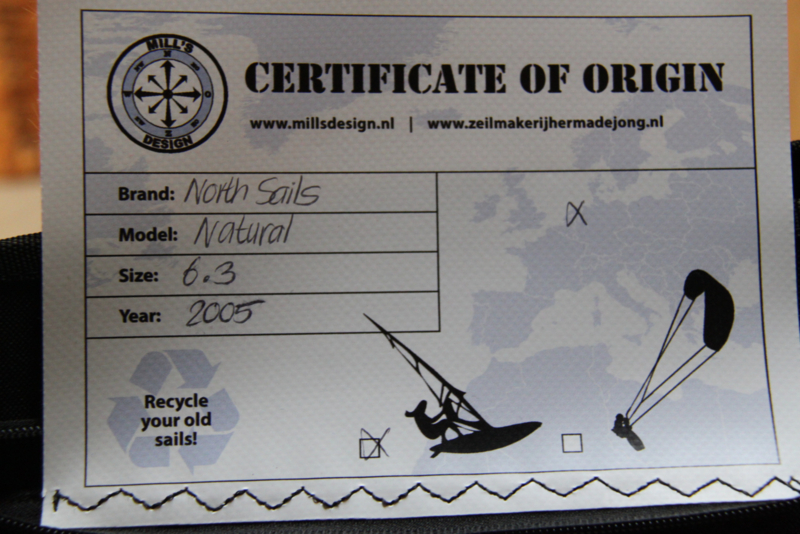 MILL'S
DESIGN
CERTIFICATE OF ORIGIN
www.millsdesign.nl | www.zeilmakerijhermadejong.nl
Brand: North Sails
Model: Natural
Size: 6.3
Year: 2005
Recycle
your old
sails!